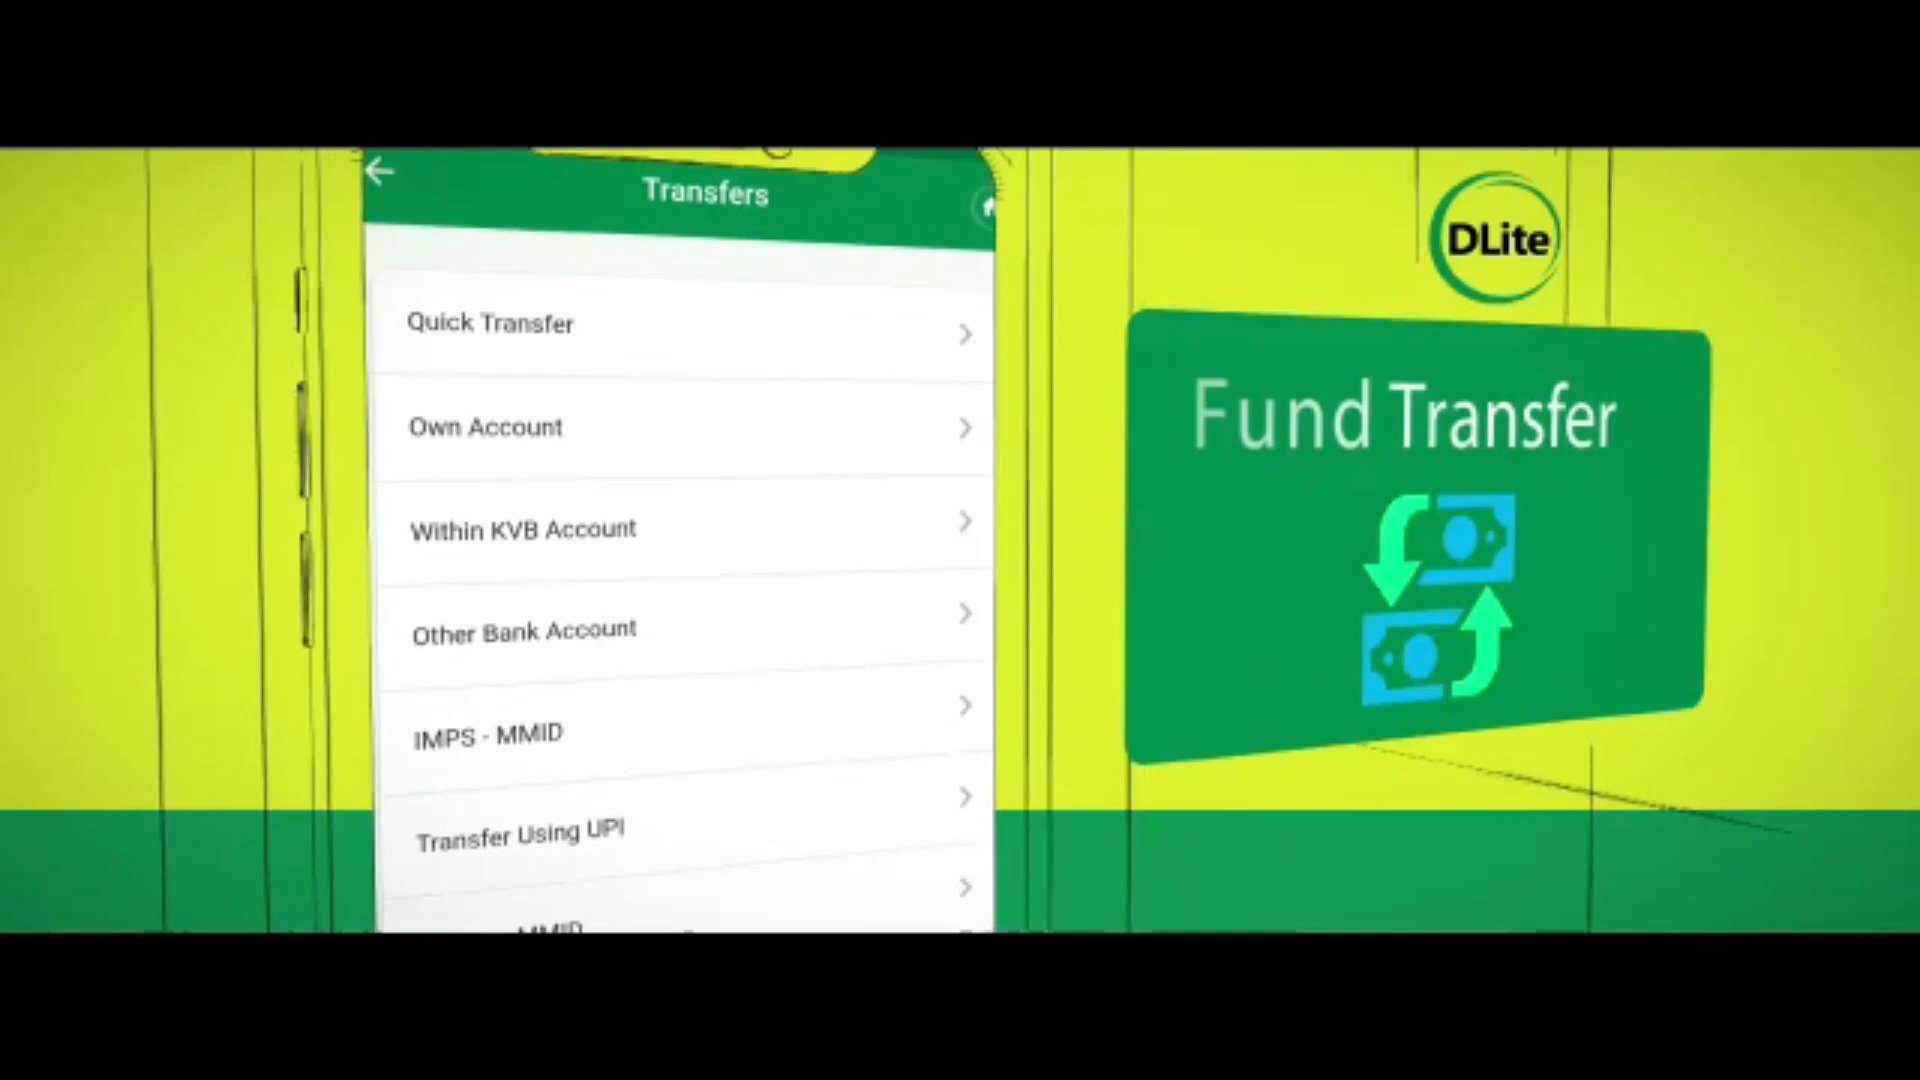 Transfers
Quick Transfer
Own Account
Within KVB Account
Other Bank Account
IMPS - MMID
Transfer Using UPI
MMID
DLite
Fund Transfer